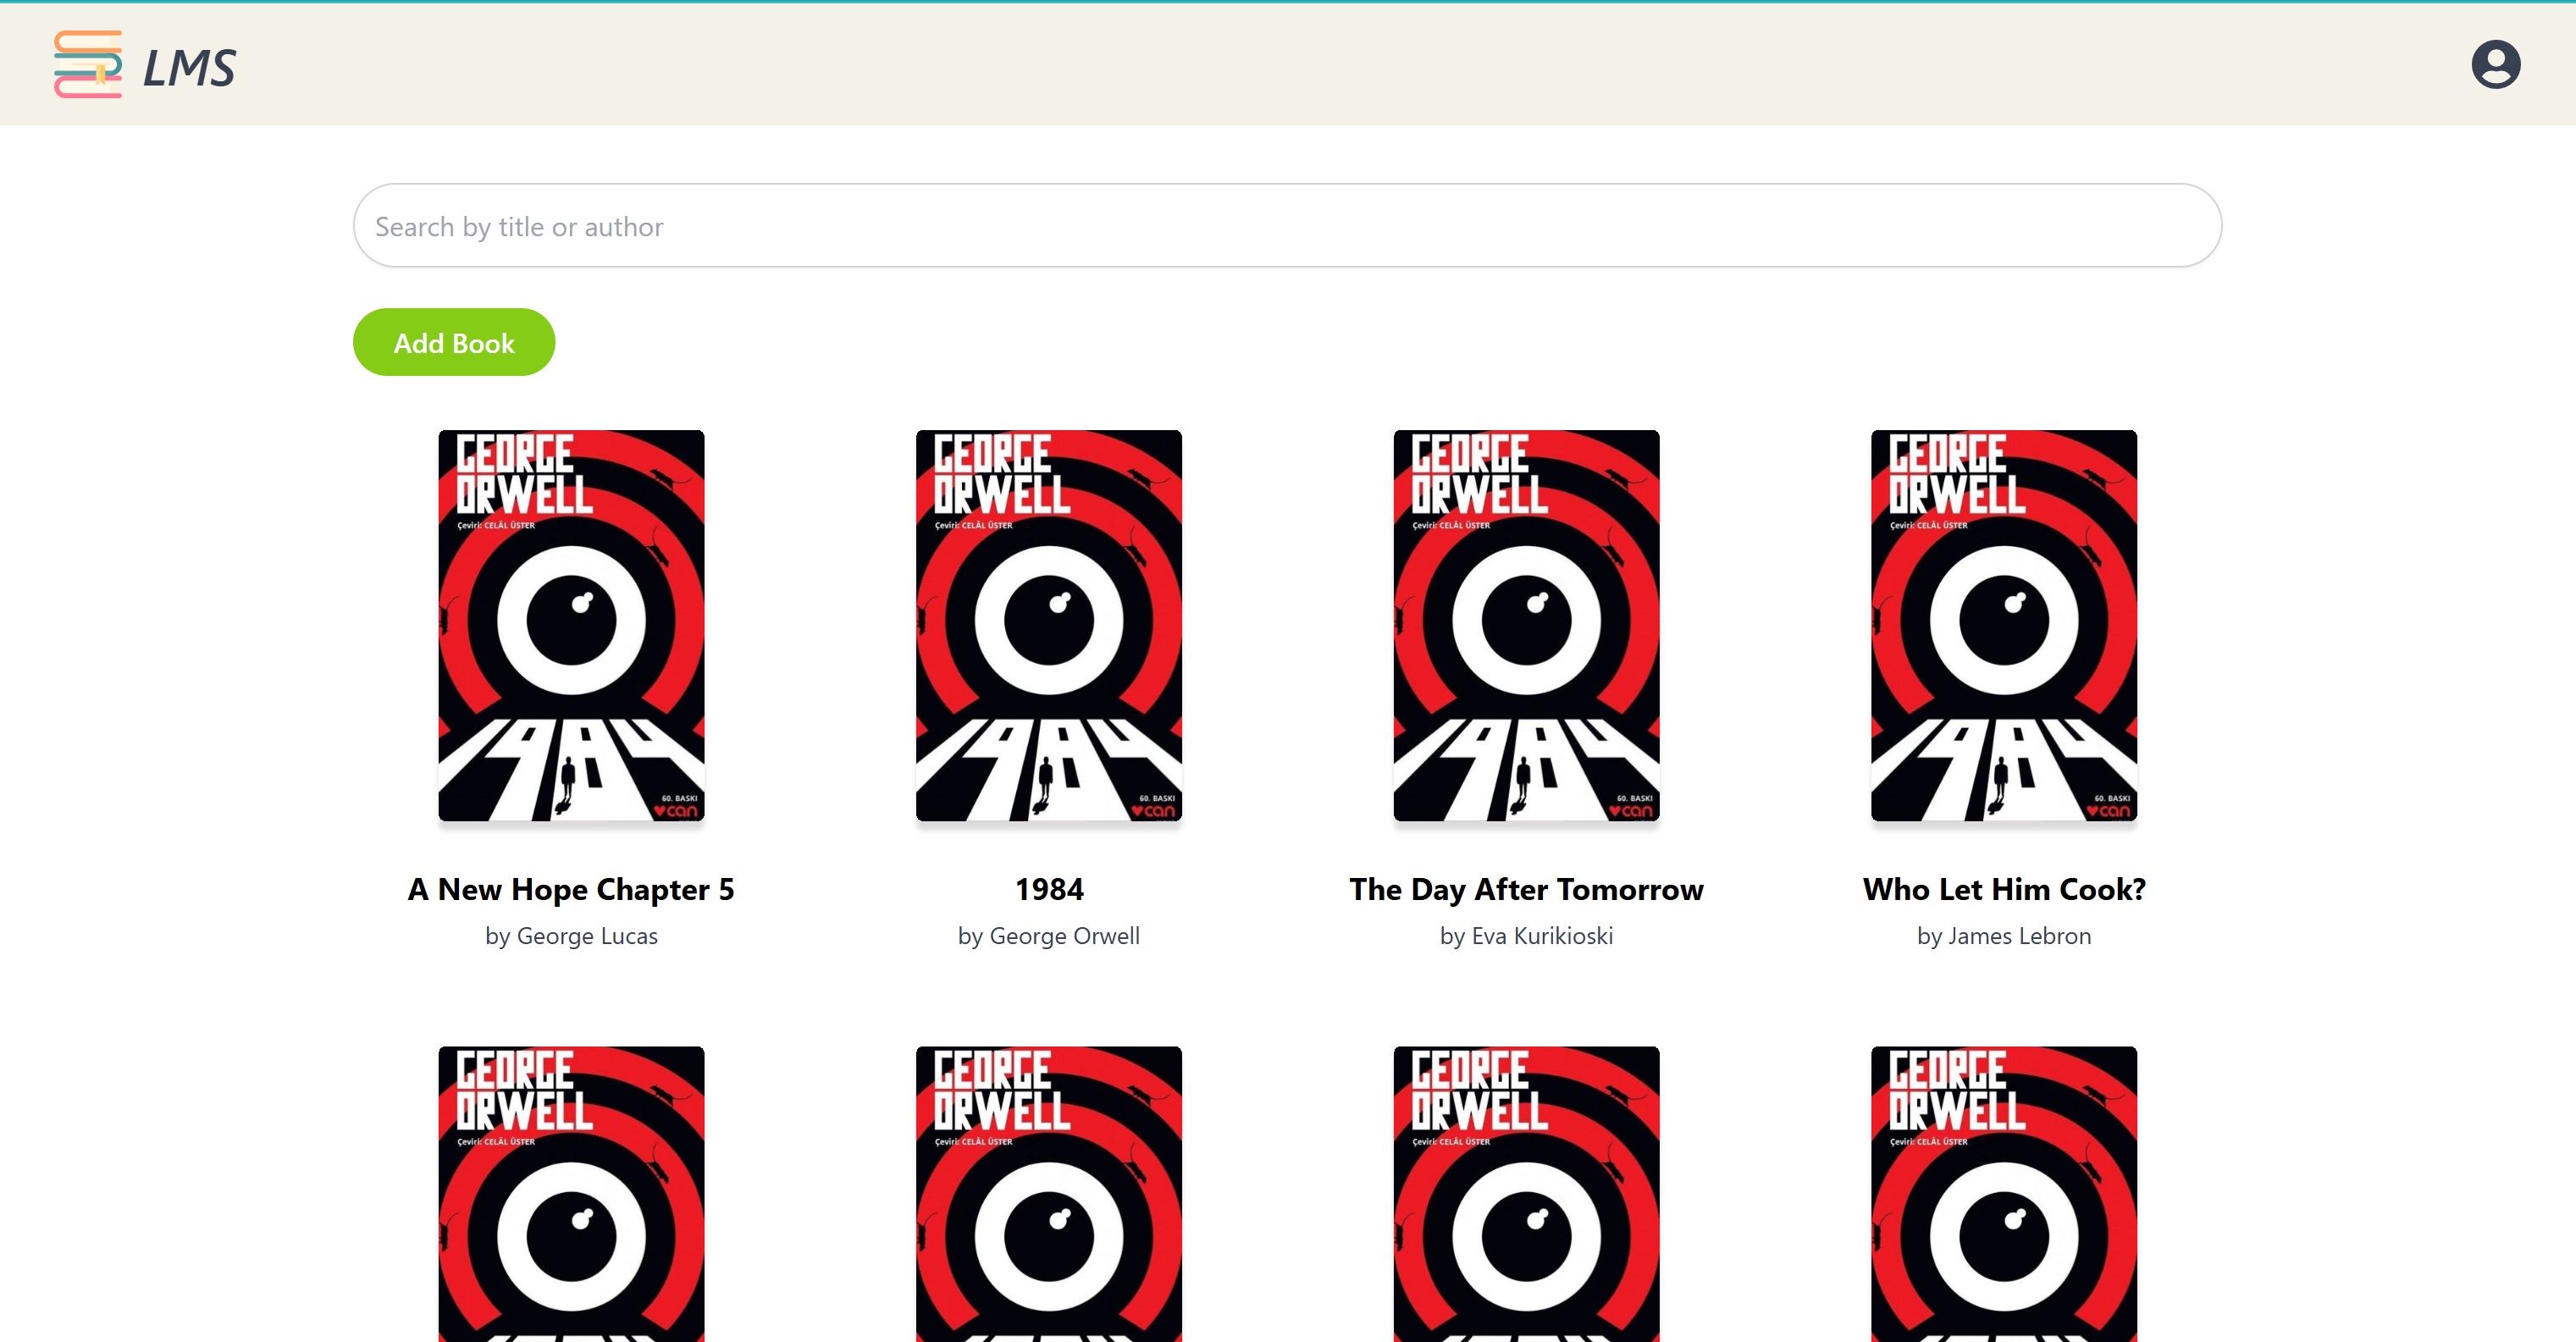 LMS
Search by title or author
Add Book
GEORGE
ORWELL
Çeviri: CELÂL ÜSTER
1984
60. BASKI
can
GEORGE
ORWELL
Çeviri: CELÂL ÜSTER
1984
60. BASKI
can
GEORGE
ORWELL
Çeviri: CELÂL ÜSTER
1984
60. BASKI
can
GEORGE
ORWELL
Çeviri: CELÂL ÜSTER
1984
60. BASKI
can
A New Hope Chapter 5
by George Lucas
1984
by George Orwell
The Day After Tomorrow
by Eva Kurikioski
Who Let Him Cook?
by James Lebron
GEORGE
ORWELL
Çeviri: CELÂL ÜSTER
GEORGE
ORWELL
Çeviri: CELÂL ÜSTER
GEORGE
ORWELL
Çeviri: CELÂL ÜSTER
GEORGE
ORWELL
Çeviri: CELÂL ÜSTER